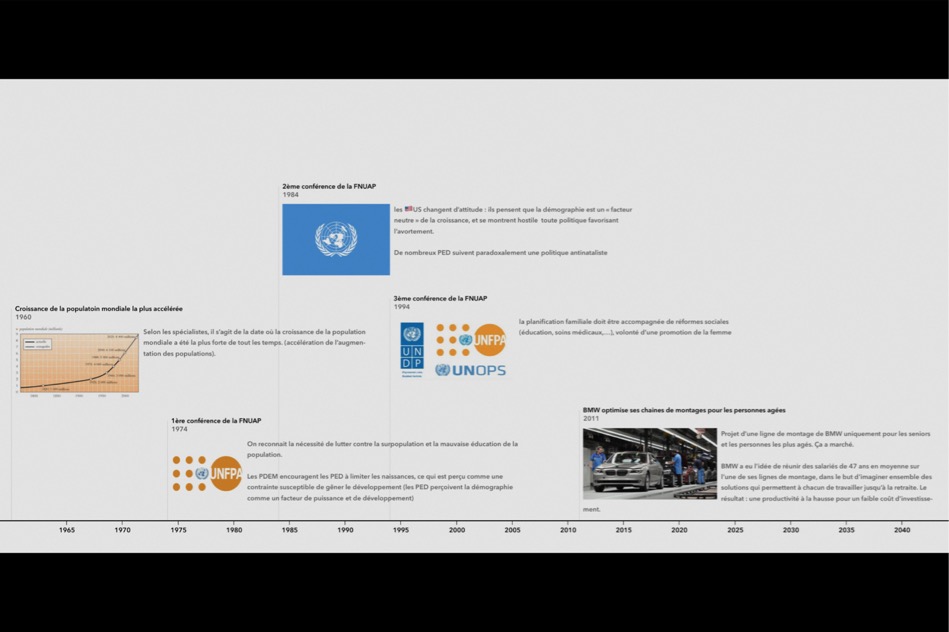 2ème conférence de la FNUAP
1984
les US changent d'attitude : ils pensent que la démographie est un « facteur
neutre » de la croissance, et se montrent hostile toute politique favorisant
l'avortement.
De nombreux PED suivent paradoxalement une politique antinataliste
3ème conférence de la FNUAP
1994
U N
D P
UNFPA
UNOPS
la planification familiale doit être accompagnée de réformes sociales
(éducation, soins médicaux,...), volonté d'une promotion de la femme
Croissance de la populatoin mondiale la plus accélérée
1960
Selon les spécialistes, il s'agit de la date où la croissance de la population
mondiale a été la plus forte de tout les temps. (accélération de l'augmen-
tation des populations).
1ère conférence de la FNUAP
1974
UNFPA
On reconnait la nécessité de lutter contre la surpopulation et la mauvaise éducation de la
population.
Les PDEM encouragent les PED à limiter les naissances, ce qui est perçu comme une
contrainte susceptible de gêner le développement (les PED perçoivent la démographie
comme un facteur de puissance et de développement)
BMW optimise ses chaines de montages pour les personnes agées
2011
Projet d'une ligne de montage de BMW uniquement pour les seniors
et les personnes les plus agés. Ça a marché.
BMW a eu l'idée de réunir des salariés de 47 ans en moyenne sur
l'une de ses lignes de montage, dans le but d'imaginer ensemble des
solutions qui permettent à chacun de travailler jusqu'à la retraite. Le
résultat : une productivité à la hausse pour un faible coût d'investisse-
ment.
1965 1970 1975 1980 1985 1990 1995 2000 2005 2010 2015 2020 2025 2030 2035 2040